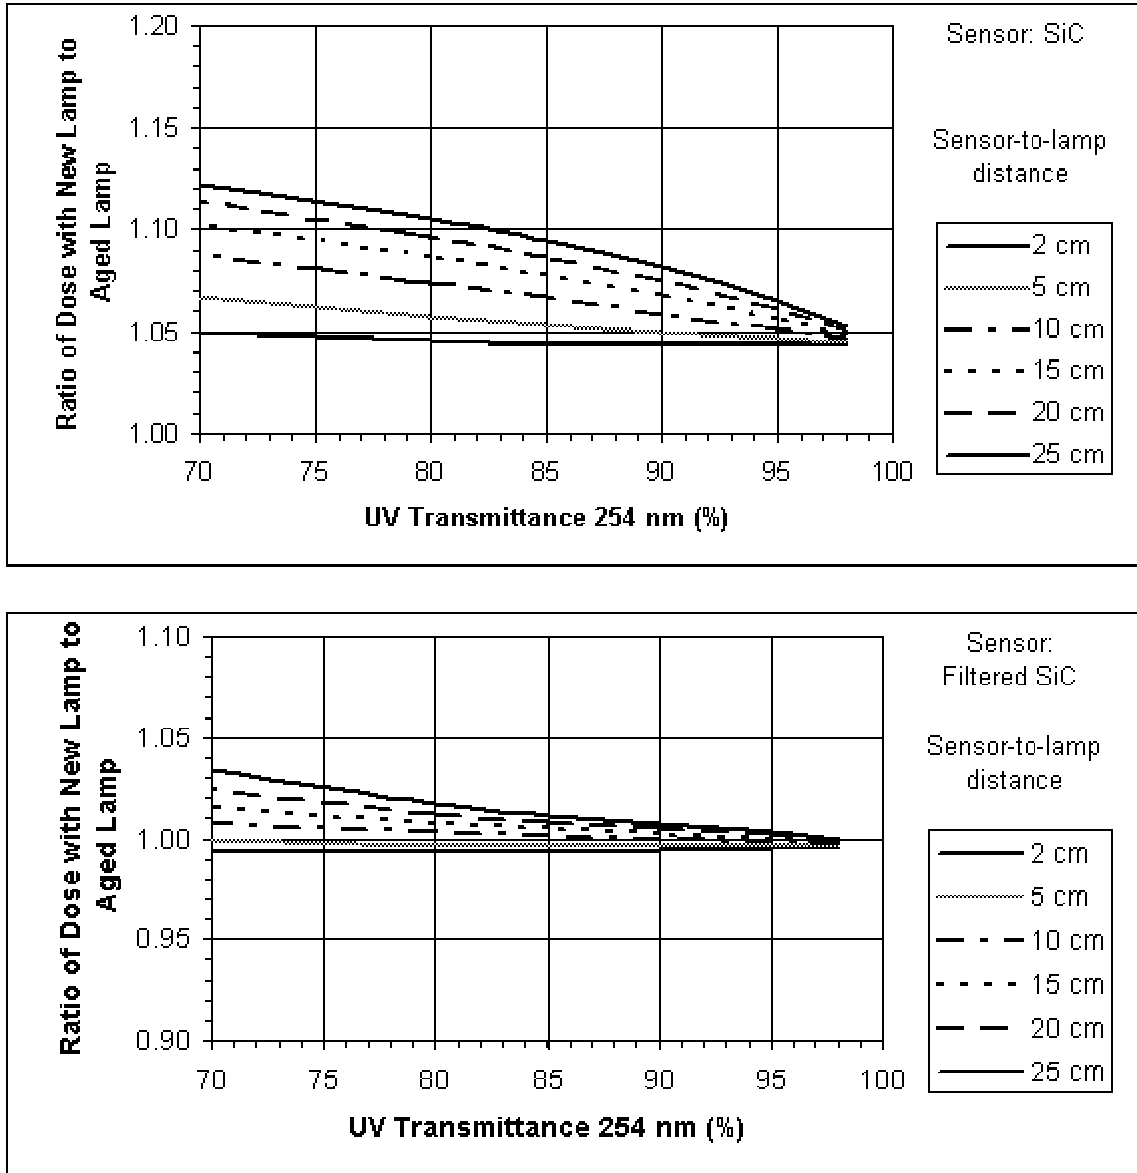 Ratio of Dose with New Lamp to
Aged Lamp
1.20
1.15
1.10
1.05
1.00
70 75 80 85 90 95 100
UV Transmittance 254 nm (%)
Sensor: SiC
Sensor-to-lamp
distance
2 cm
5 cm
10 cm
15 cm
20 cm
25 cm
Ratio of Dose with New Lamp to
Aged Lamp
1.10
1.05
1.00
0.95
0.90
70 75 80 85 90 95 100
UV Transmittance 254 nm (%)
Sensor:
Filtered SiC
Sensor-to-lamp
distance
2 cm
5 cm
10 cm
15 cm
20 cm
25 cm